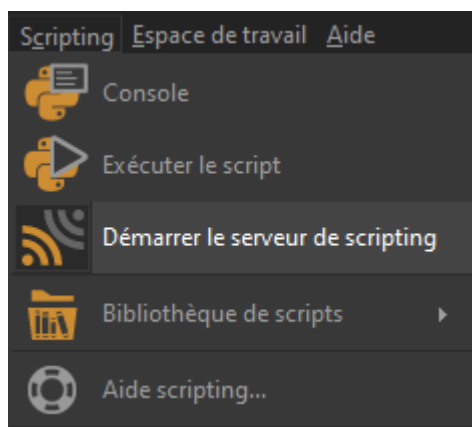 Scripting Espace de travail Aide
Console
Exécuter le script
Démarrer le serveur de scripting
Bibliothèque de scripts
Aide scripting...